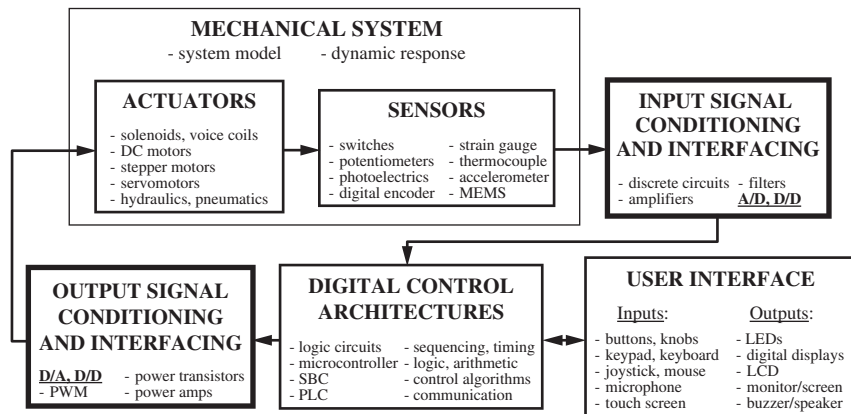 MECHANICAL SYSTEM
- system model - dynamic response
ACTUATORS
- solenoids, voice coils
- DC motors
- stepper motors
- servomotors
- hydraulics, pneumatics
SENSORS
- switches - strain gauge
- potentiometers - thermocouple
- photoelectrics - accelerometer
- digital encoder - MEMS
INPUT SIGNAL
CONDITIONING
AND INTERFACING
- discrete circuits - filters
- amplifiers A/D, D/D
OUTPUT SIGNAL
CONDITIONING
AND INTERFACING
D/A, D/D - power transistors
- PWM - power amps
DIGITAL CONTROL
ARCHITECTURES
- logic circuits - sequencing, timing
- microcontroller - logic, arithmetic
- SBC - control algorithms
- PLC - communication
USER INTERFACE
Inputs: Outputs:
- buttons, knobs - LEDs
- keypad, keyboard - digital displays
- joystick, mouse - LCD
- microphone - monitor/screen
- touch screen - buzzer/speaker